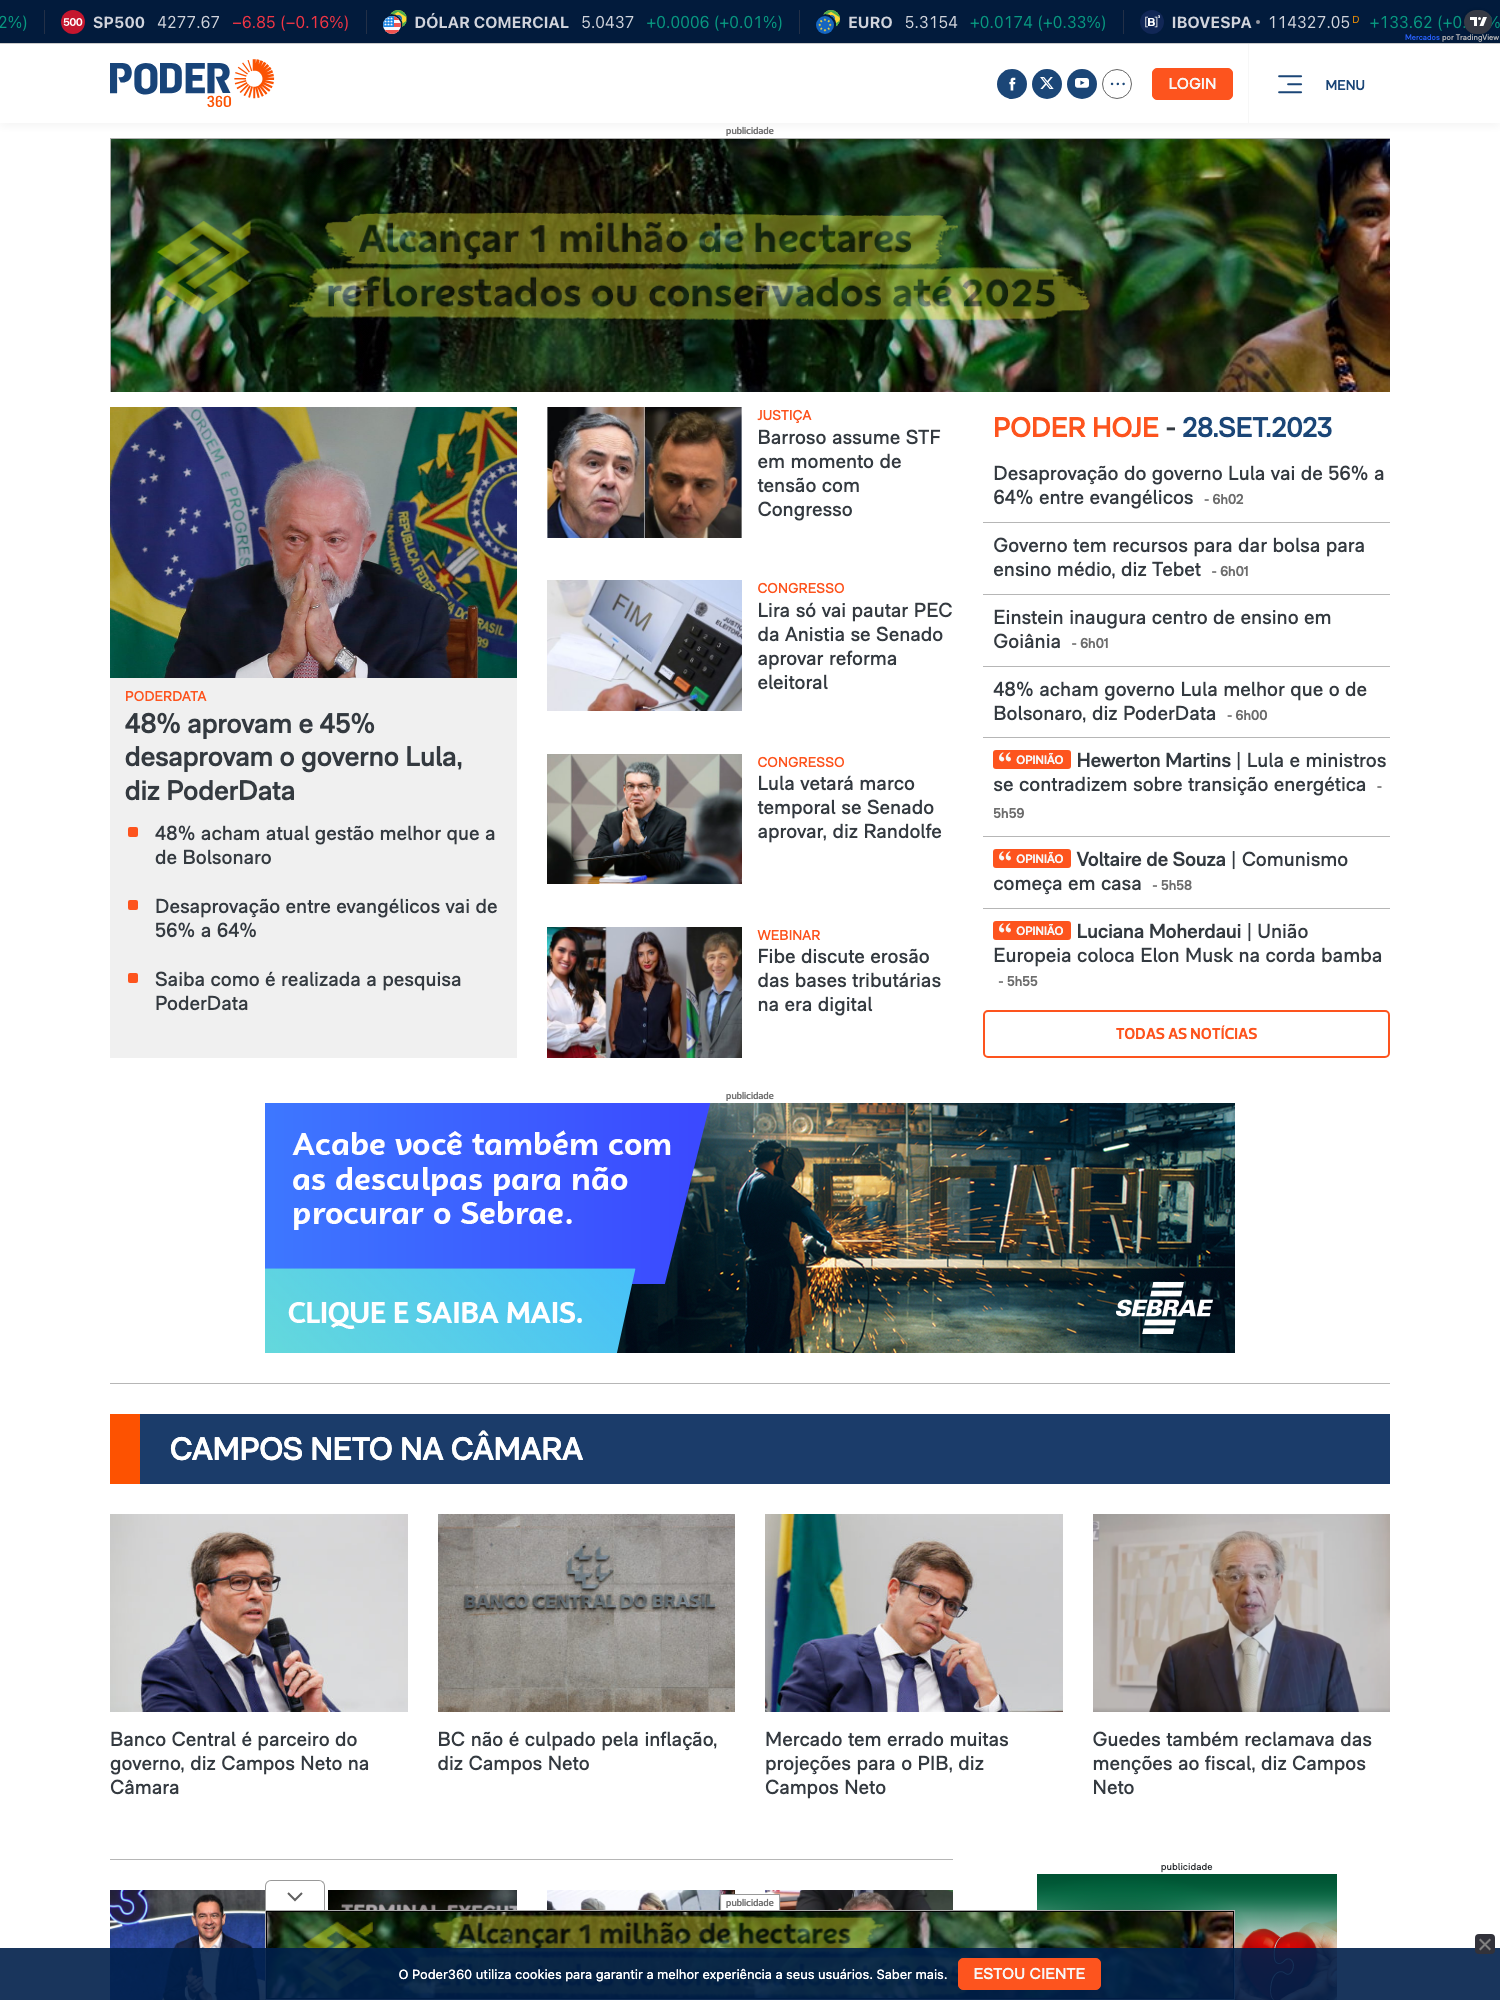 2%)
500 SP500 4277.67 −6.85 (−0.16%)
DÓLAR COMERCIAL 5.0437 +0.0006 (+0.01%)
EURO 5.3154 +0.0174 (+0.33%)
IBOVESPA 114327.05 D +133.62
Mercados por TradingView
PODER
360
LOGIN
MENU
publicidade
Alcançar 1 milhão de hectares
reflorestados ou conservados até 2025
ORDEM E PROGRES
PODERDATA
48% aprovam e 45%
desaprovam o governo Lula,
diz PoderData
48% acham atual gestão melhor que a
de Bolsonaro
Desaprovação entre evangélicos vai de
56% a 64%
Saiba como é realizada a pesquisa
PoderData
JUSTIÇA
Barroso assume STF
em momento de
tensão com
Congresso
FIM
JUSTIÇA
ELEITORAL
CONGRESSO
Lira só vai pautar PEC
da Anistia se Senado
aprovar reforma
eleitoral
CONGRESSO
Lula vetará marco
temporal se Senado
aprovar, diz Randolfe
WEBINAR
Fibe discute erosão
das bases tributárias
na era digital
PODER HOJE - 28.SET.2023
Desaprovação do governo Lula vai de 56% a
64% entre evangélicos - 6h02
Governo tem recursos para dar bolsa para
ensino médio, diz Tebet - 6h01
Einstein inaugura centro de ensino em
Goiânia - 6h01
48% acham governo Lula melhor que o de
Bolsonaro, diz PoderData - 6h00
OPINIÃO Hewerton Martins | Lula e ministros
se contradizem sobre transição energética -
5h59
OPINIÃO Voltaire de Souza | Comunismo
começa em casa - 5h58
OPINIÃO Luciana Moherdaui | União
Europeia coloca Elon Musk na corda bamba
- 5h55
TODAS AS NOTÍCIAS
publicidade
Acabe você também com
as desculpas para não
procurar o Sebrae.
CLIQUE E SAIBA MAIS.
SEBRAE
CAMPOS NETO NA CÂMARA
BANCO CENTRAL DO BRASIL
Banco Central é parceiro do
governo, diz Campos Neto na
Câmara
BC não é culpado pela inflação,
diz Campos Neto
Mercado tem errado muitas
projeções para o PIB, diz
Campos Neto
Guedes também reclamava das
menções ao fiscal, diz Campos
Neto
publicidade
publicidade
Alcançar 1 milhão de hectares
O Poder360 utiliza cookies para garantir a melhor experiência a seus usuários. Saber mais.
ESTOU CIENTE